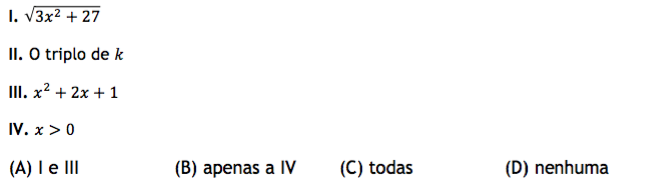 I. √3x² + 27
II. O triplo de k
III. x² + 2x + 1
IV. x > 0
(A) I e III (B) apenas a IV (C) todas (D) nenhuma